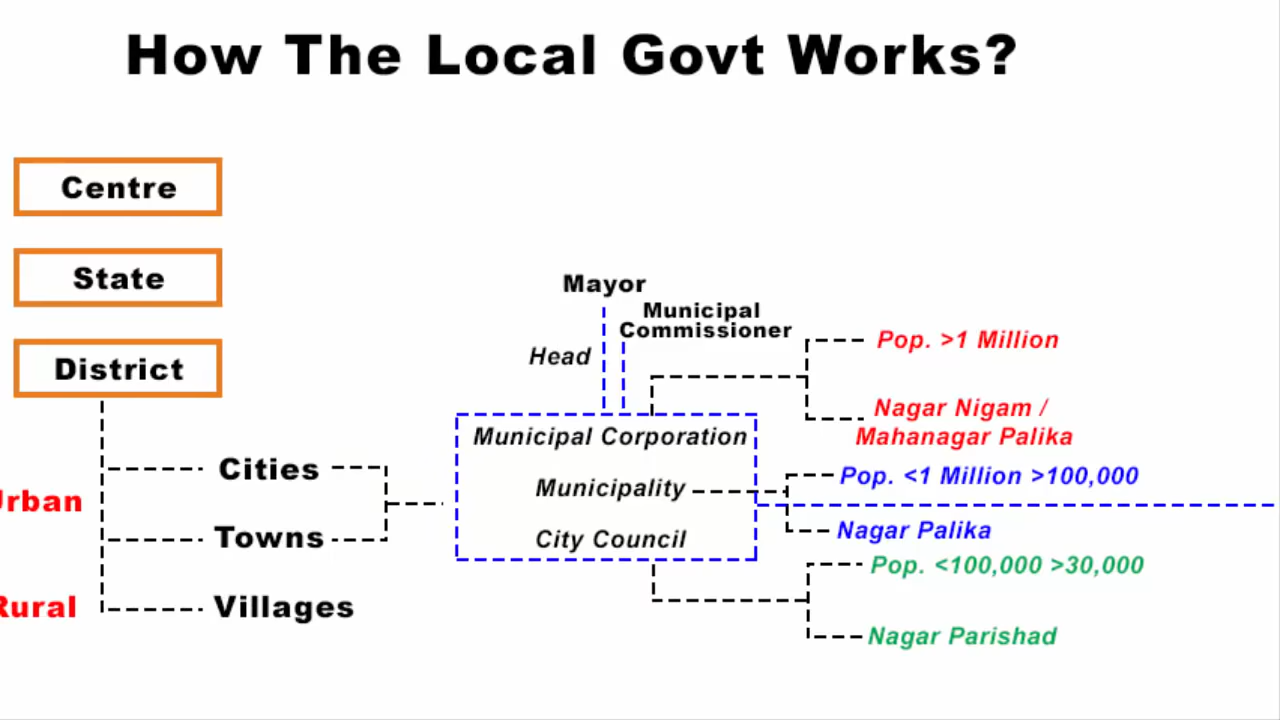 How The Local Govt Works?
Centre
State
District
Urban
Rural
Cities
Towns
Villages
Mayor
Municipal
Commissioner
Head
Municipal Corporation
Municipality
City Council
Pop. >1 Million
Nagar Nigam /
Mahanagar Palika
Pop. <1 Million >100,000
Nagar Palika
Pop. <100,000 >30,000
Nagar Parishad